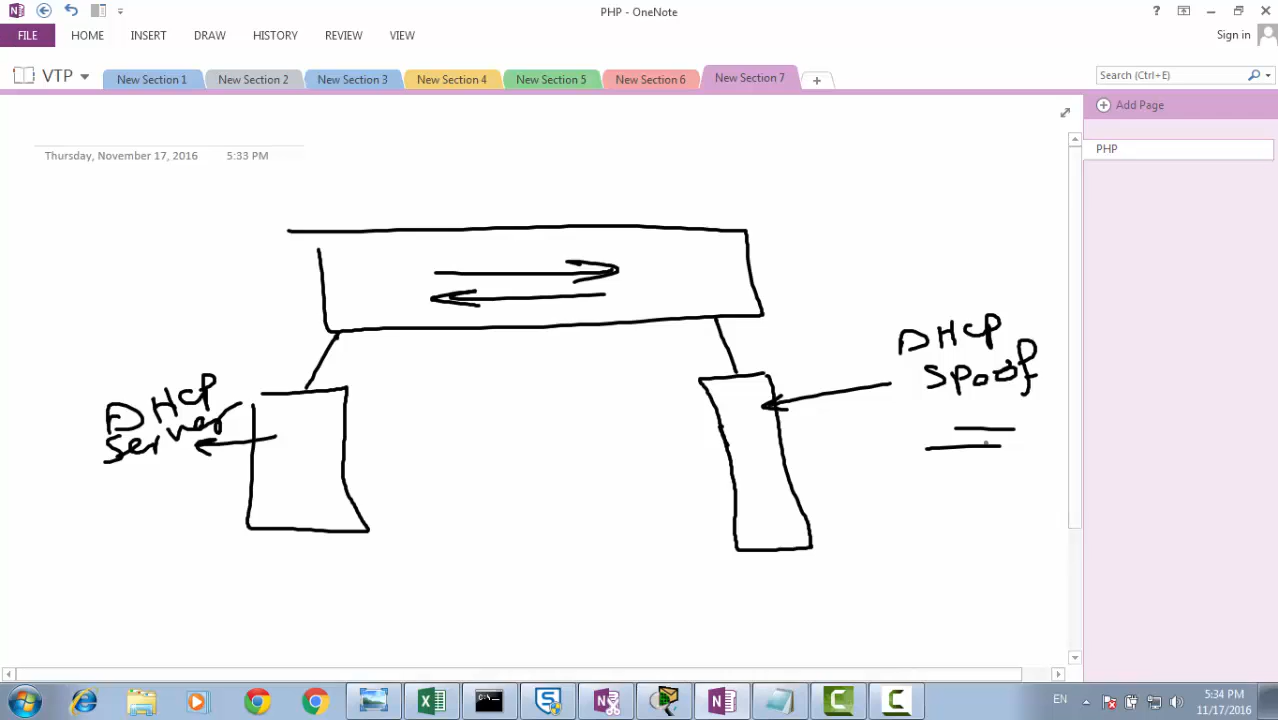 PHP - OneNote
?
FILE HOME INSERT DRAW HISTORY REVIEW VIEW
Sign in
VTP New Section 1 New Section 2 New Section 3 New Section 4 New Section 5 New Section 6 New Section 7 +
Search (Ctrl+E)
Add Page
PHP
Thursday, November 17, 2016 5:33 PM
DHCP
Server
DHCP
Spoof
EN
5:34 PM
11/17/2016